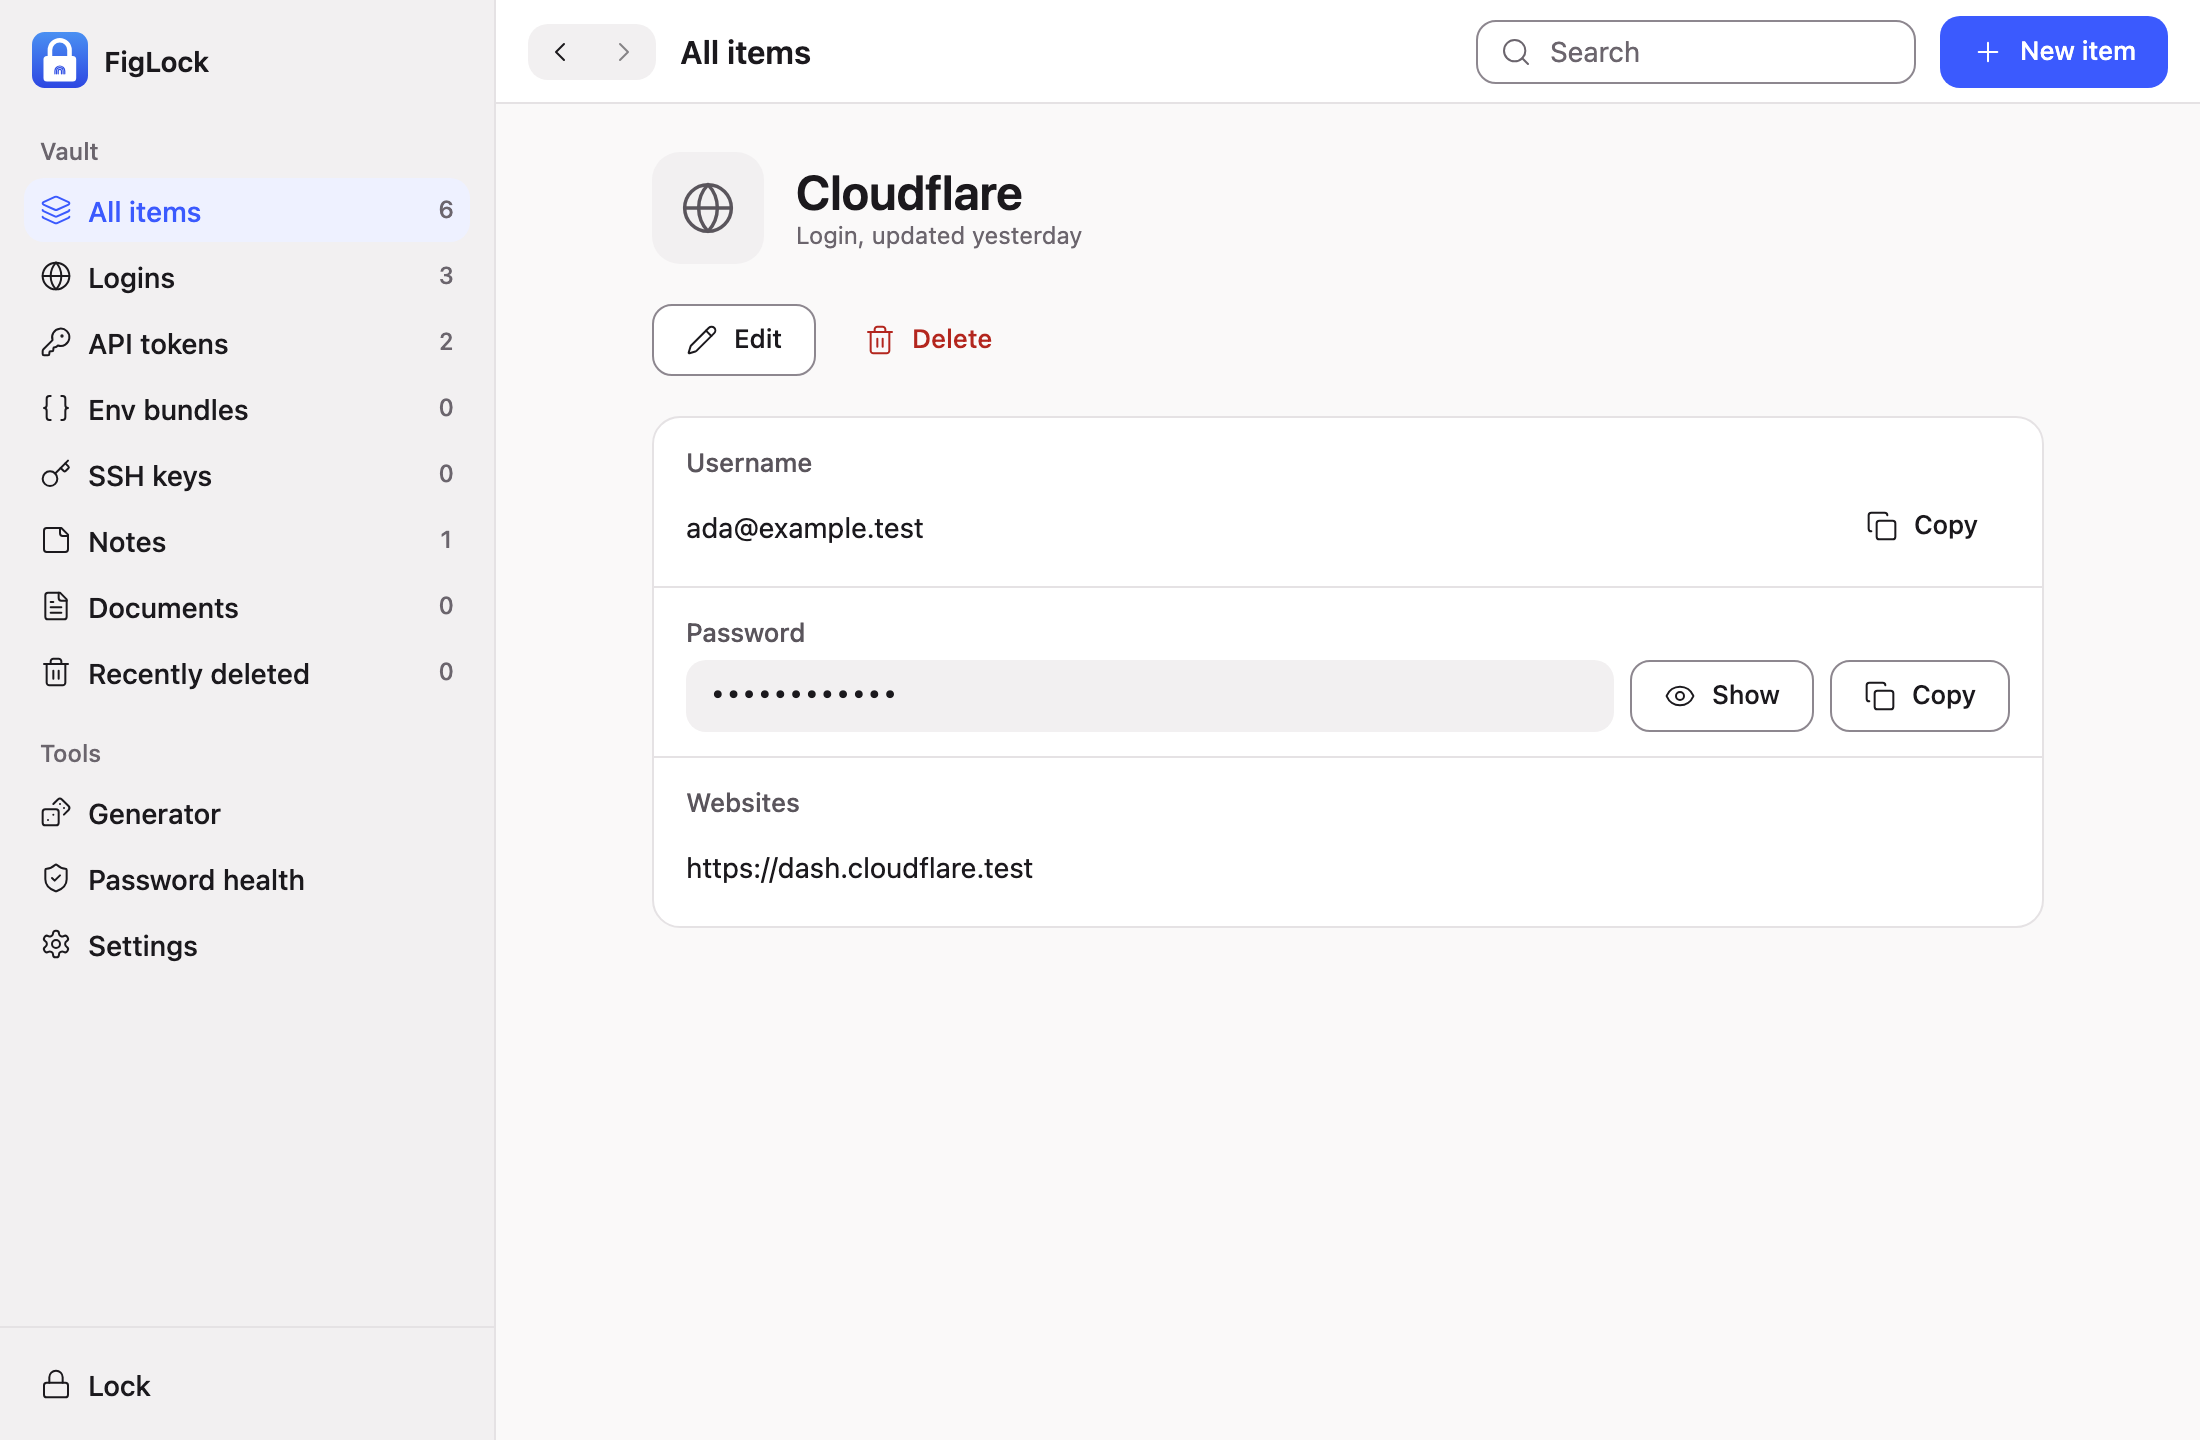 FigLock
Vault
All items 6
Logins 3
API tokens 2
Env bundles 0
SSH keys 0
Notes 1
Documents 0
Recently deleted 0
Tools
Generator
Password health
Settings
Lock
All items
Search
New item
Cloudflare
Login, updated yesterday
Edit
Delete
Username
ada@example.test
Copy
Password
••••••••••••
Show
Copy
Websites
https://dash.cloudflare.test